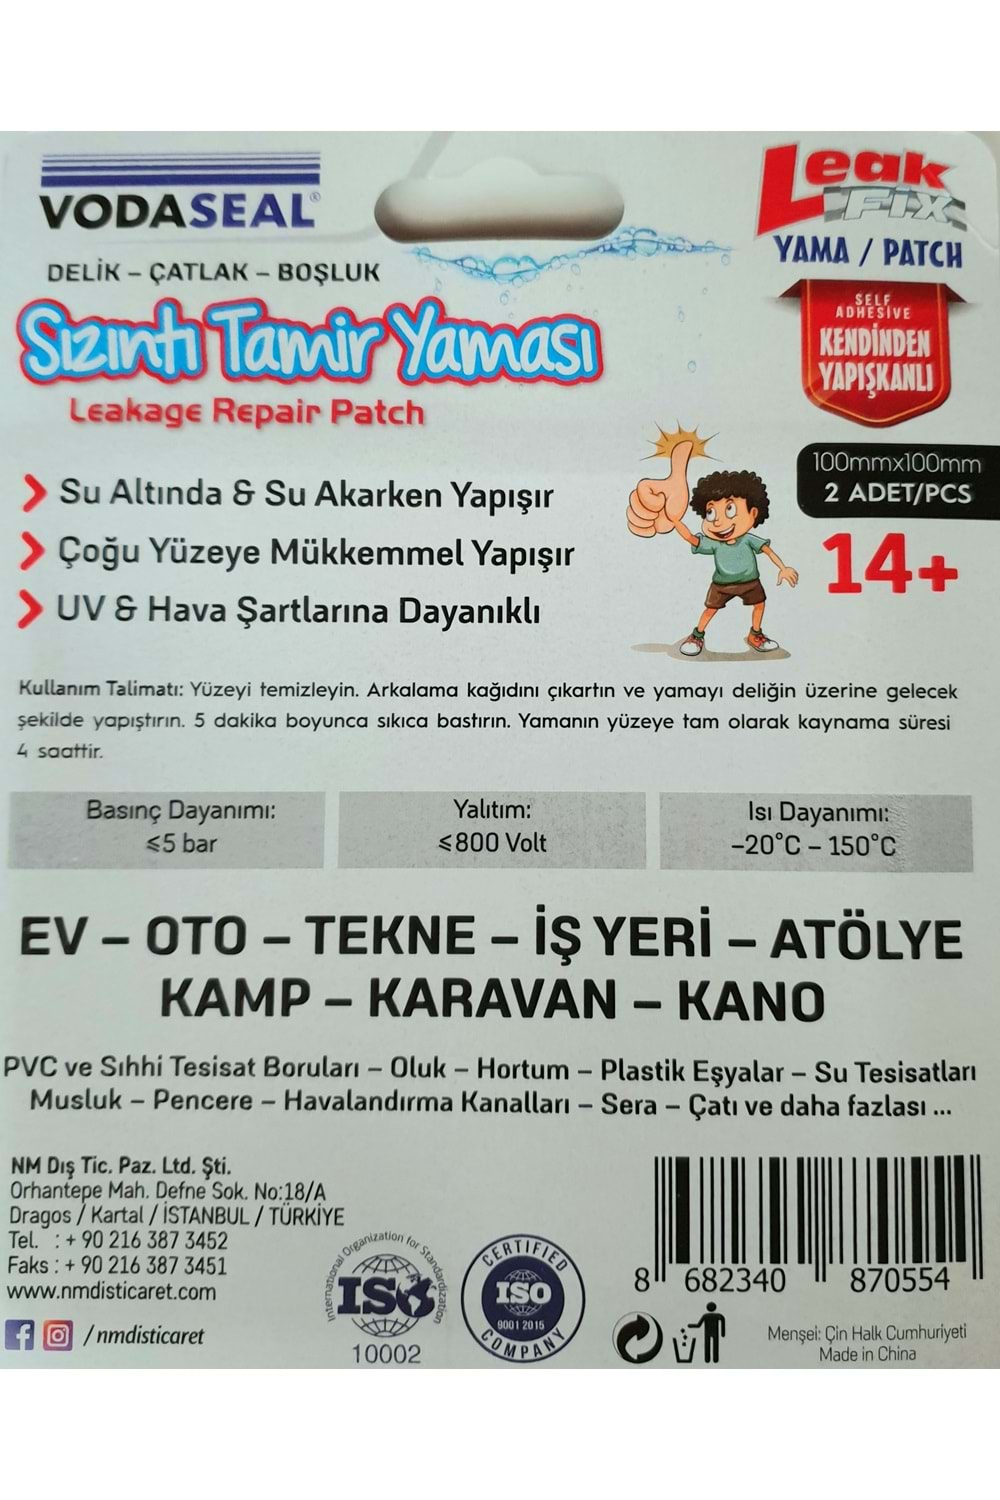 VODASEAL®
DELİK – ÇATLAK – BOŞLUK
Sızıntı Tamir Yaması
Leakage Repair Patch
Leak
FiX
YAMA / PATCH
SELF
ADHESIVE
KENDİNDEN
YAPIŞKANLI
100mmx100mm
2 ADET/PCS
14+
Su Altında & Su Akarken Yapışır
Çoğu Yüzeye Mükkemmel Yapışır
UV & Hava Şartlarına Dayanıklı
Kullanım Talimatı: Yüzeyi temizleyin. Arkalama kağıdını çıkartın ve yamayı deliğin üzerine gelecek
şekilde yapıştırın. 5 dakika boyunca sıkıca bastırın. Yamanın yüzeye tam olarak kaynama süresi
4 saattir.
Basınç Dayanımı:
≤5 bar
Yalıtım:
≤800 Volt
Isı Dayanımı:
–20°C – 150°C
EV – OTO – TEKNE – İŞ YERİ – ATÖLYE
KAMP – KARAVAN – KANO
PVC ve Sıhhi Tesisat Boruları – Oluk – Hortum – Plastik Eşyalar – Su Tesisatları
Musluk – Pencere – Havalandırma Kanalları – Sera – Çatı ve daha fazlası ...
NM Dış Tic. Paz. Ltd. Şti.
Orhantepe Mah. Defne Sok. No:18/A
Dragos / Kartal / İSTANBUL / TÜRKİYE
Tel. : + 90 216 387 3452
Faks : + 90 216 387 3451
www.nmdisticaret.com
/nmdisticaret
International Organization for Standardization
ISO
10002
CERTIFIED
ISO
9001 2015
COMPANY
8 682340 870554
Menşei: Çin Halk Cumhuriyeti
Made in China